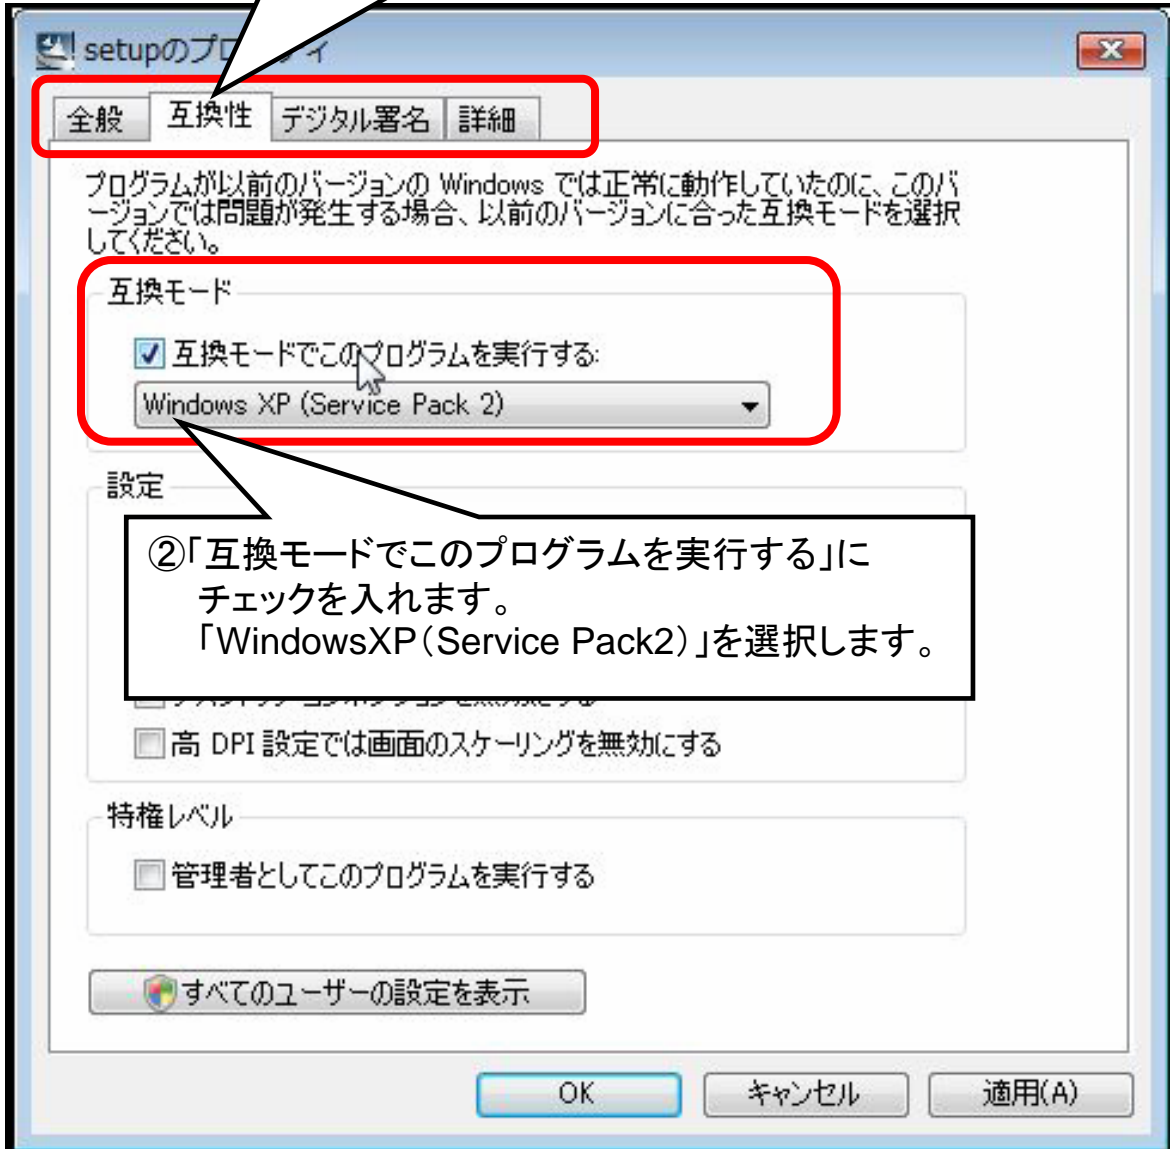 setupのプ
全般 互換性 デジタル署名 詳細
プログラムが以前のバージョンの Windows では正常に動作していたのに、このバ
ージョンでは問題が発生する場合、以前のバージョンに合った互換モードを選択
してください。
互換モード
互換モードでこのプログラムを実行する:
Windows XP (Service Pack 2)
設定
②「互換モードでこのプログラムを実行する」に
チェックを入れます。
「WindowsXP(Service Pack2)」を選択します。
高 DPI 設定では画面のスケーリングを無効にする
特権レベル
管理者としてこのプログラムを実行する
すべてのユーザーの設定を表示
OK キャンセル 適用(A)